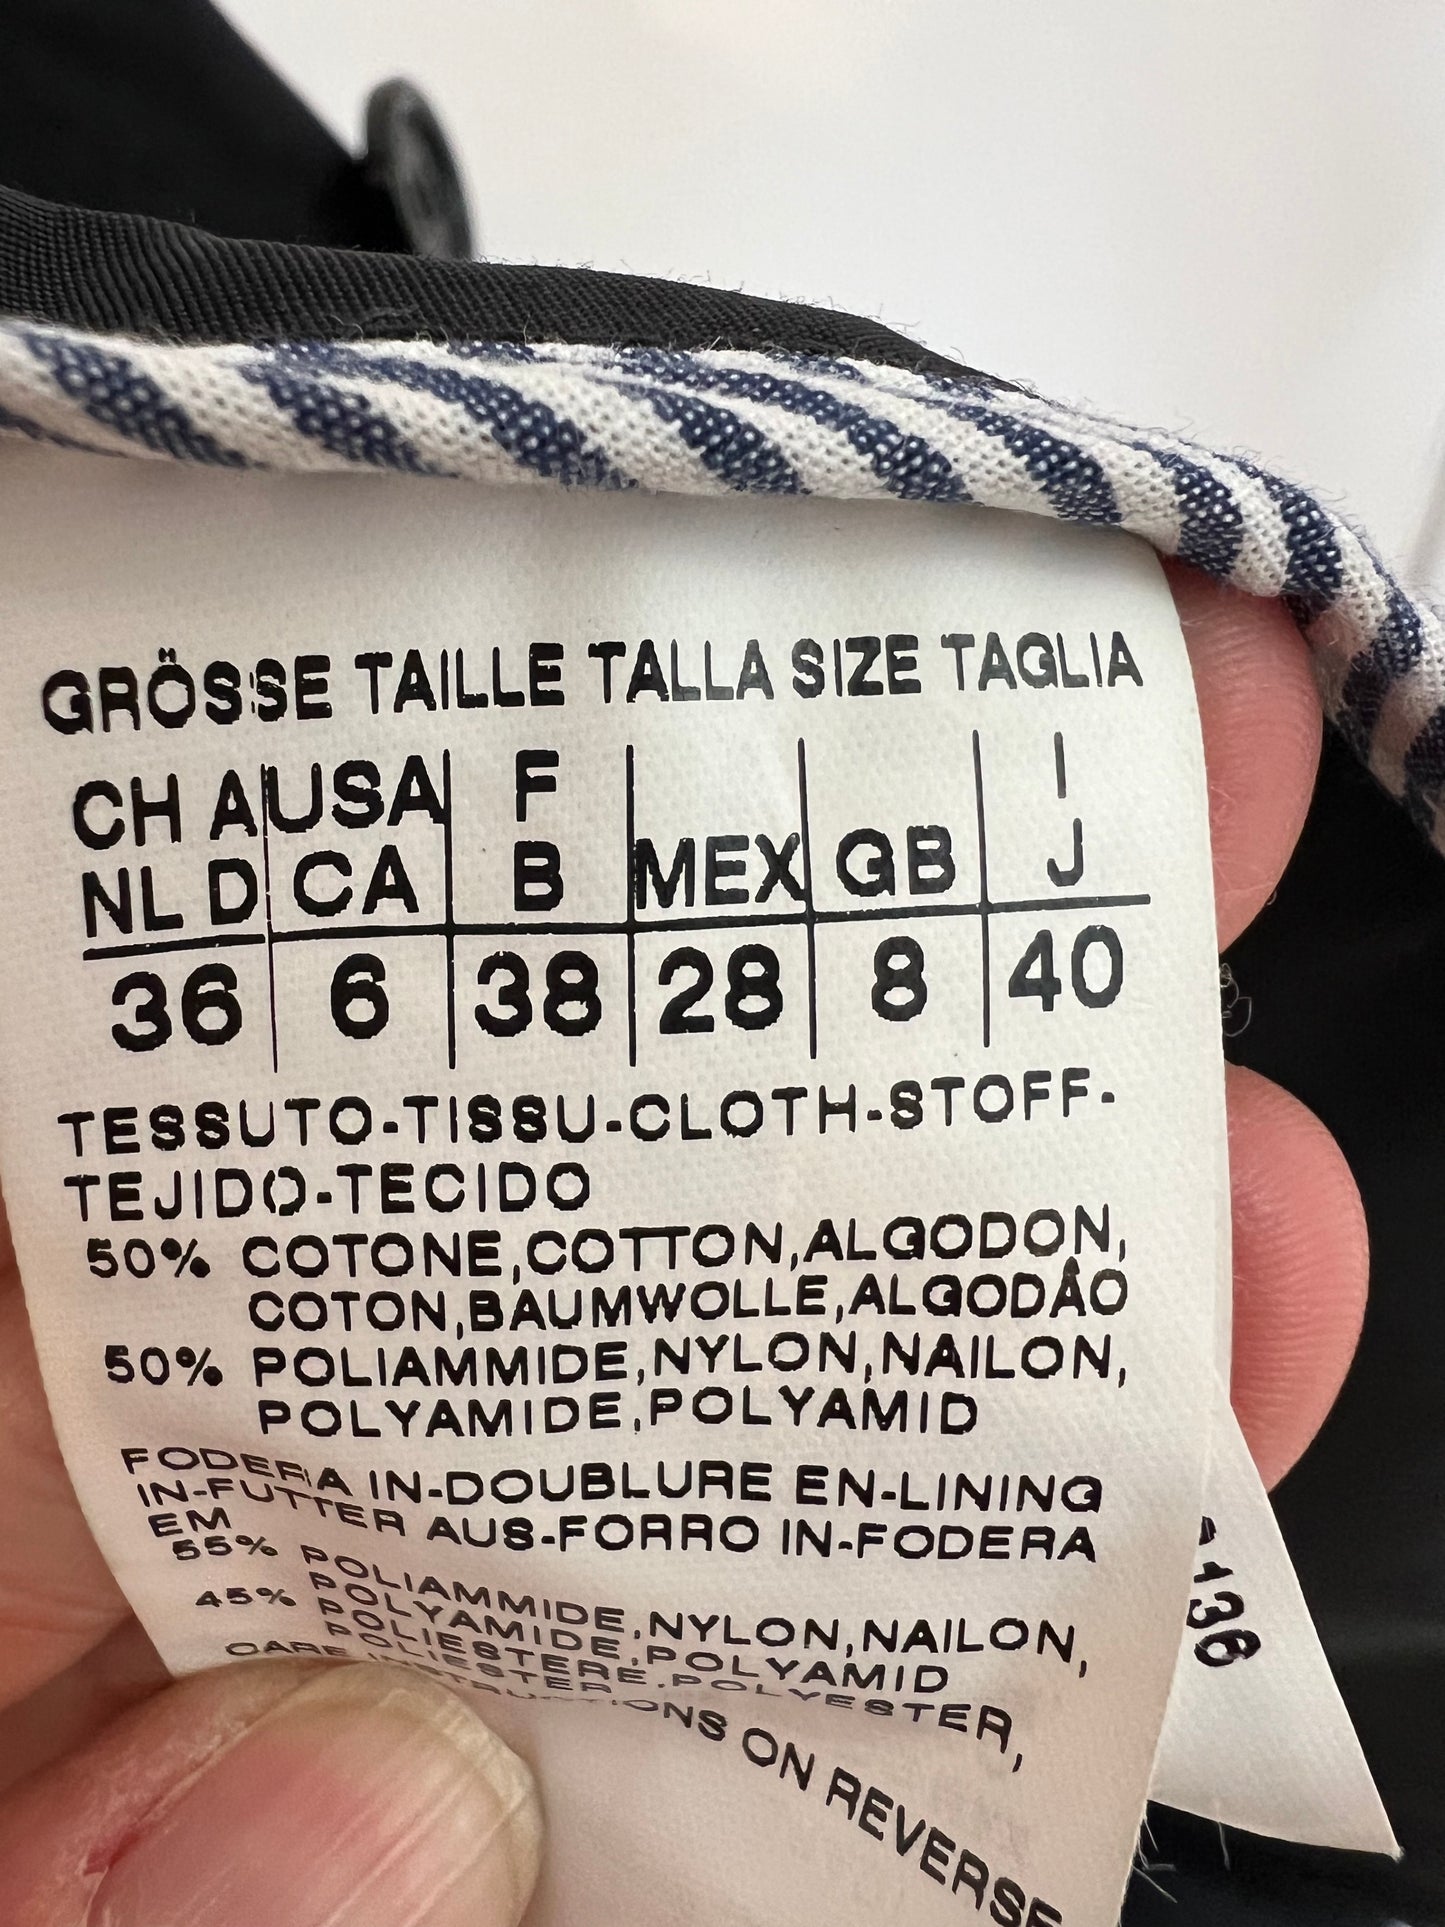 GRÖSSE TAILLE TALLA SIZE TAGLIA
CH A USA F MEX GB I
NL D CA B J
36 6 38 28 8 40
TESSUTO-TISSU-CLOTH-STOFF-
TEJIDO-TECIDO
50% COTONE,COTTON,ALGODON,
COTON,BAUMWOLLE,ALGODÂO
50% POLIAMMIDE,NYLON,NAILON,
POLYAMIDE,POLYAMID
FODERA IN-DOUBLURE EN-LINING
IN-FUTTER AUS-FORRO IN-FODERA
EM
55% POLIAMMIDE,NYLON,NAILON,
POLYAMIDE,POLYAMID
45% POLIESTERE,POLYESTER,
POLIESTER
CARE INSTRUCTIONS ON REVERSE